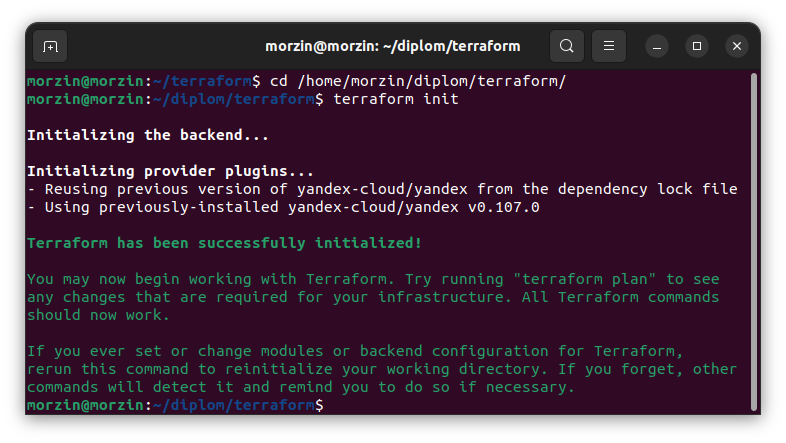 morzin@morzin: ~/diplom/terraform
morzin@morzin:~/terraform$ cd /home/morzin/diplom/terraform/
morzin@morzin:~/diplom/terraform$ terraform init
Initializing the backend...
Initializing provider plugins...
- Reusing previous version of yandex-cloud/yandex from the dependency lock file
- Using previously-installed yandex-cloud/yandex v0.107.0
Terraform has been successfully initialized!
You may now begin working with Terraform. Try running "terraform plan" to see
any changes that are required for your infrastructure. All Terraform commands
should now work.
If you ever set or change modules or backend configuration for Terraform,
rerun this command to reinitialize your working directory. If you forget, other
commands will detect it and remind you to do so if necessary.
morzin@morzin:~/diplom/terraform$